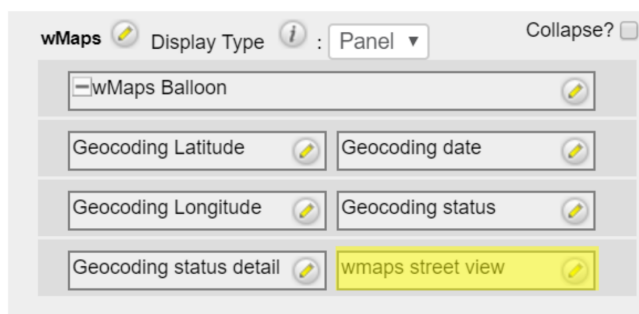 wMaps Display Type i : Panel ▼ Collapse?
wMaps Balloon
Geocoding Latitude Geocoding date
Geocoding Longitude Geocoding status
Geocoding status detail wmaps street view